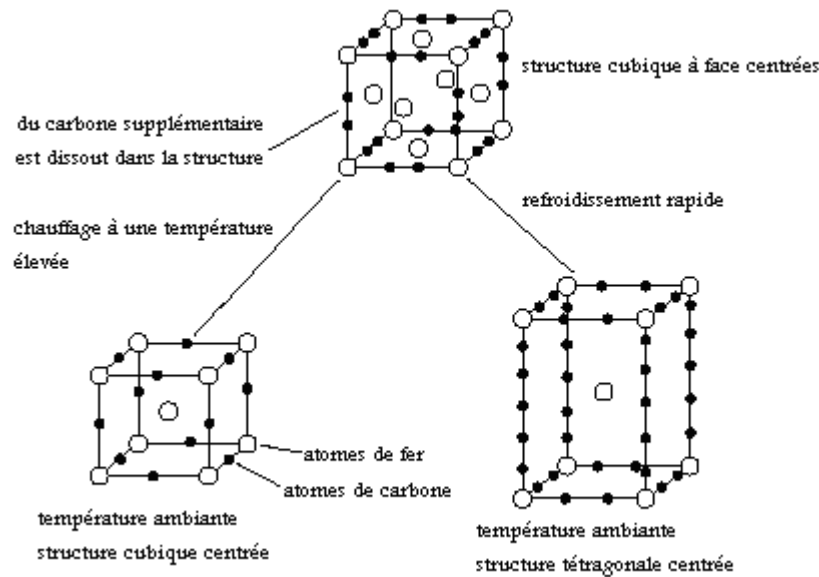 structure cubique à face centrées
du carbone supplémentaire
est dissout dans la structure
refroidissement rapide
chauffage à une température
élevée
atomes de fer
atomes de carbone
température ambiante
structure cubique centrée
température ambiante
structure tétragonale centrée